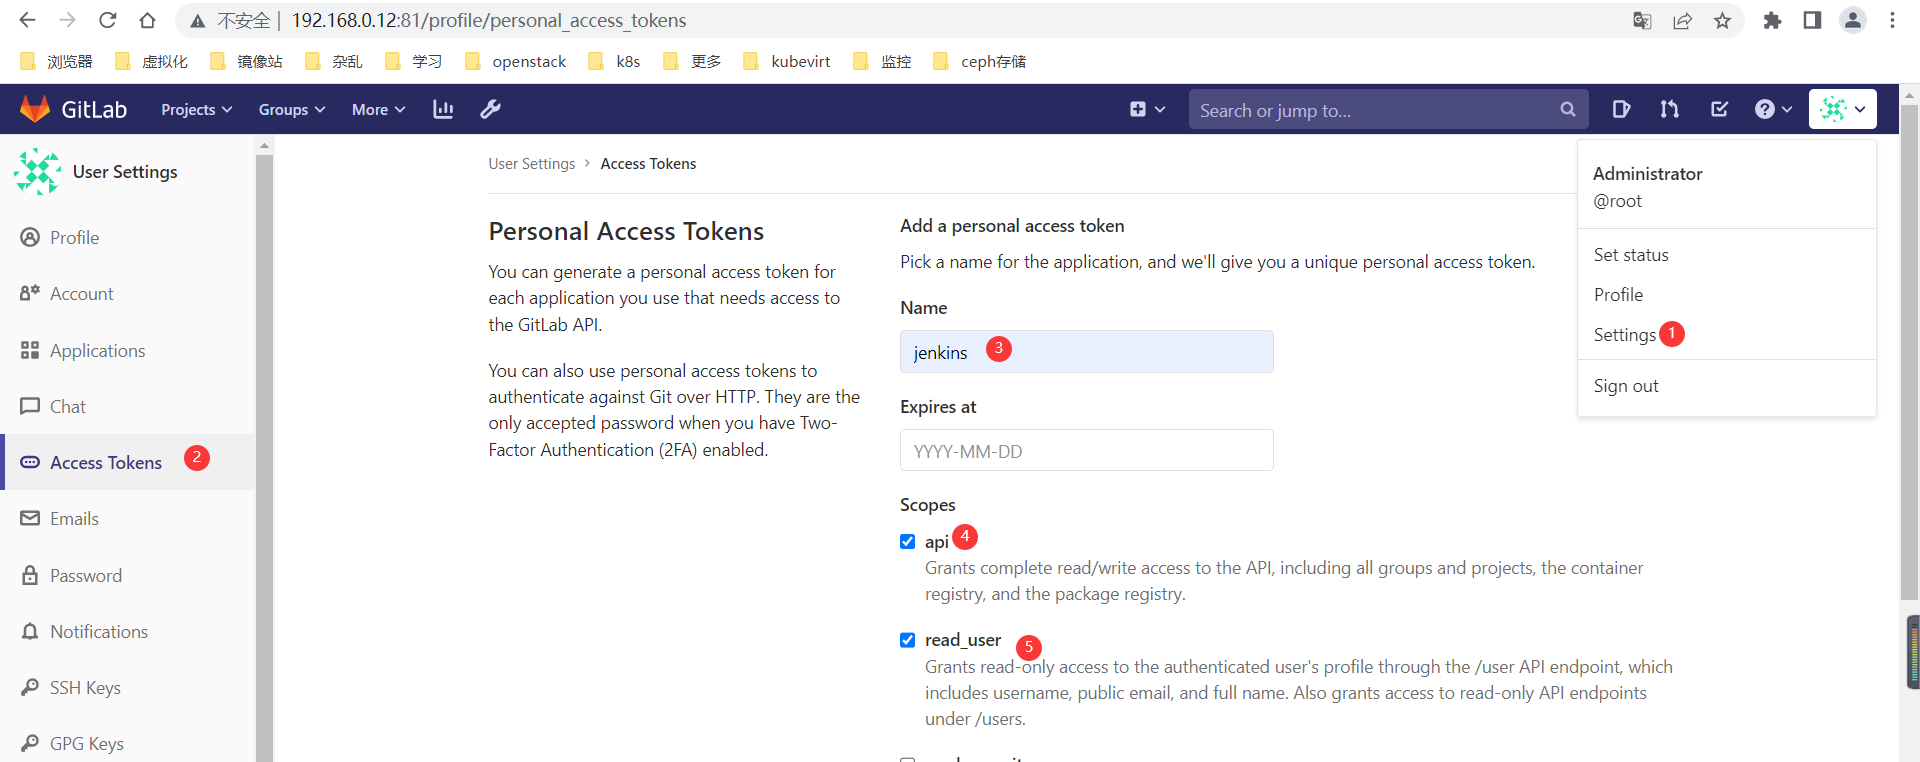 不安全 | 192.168.0.12:81/profile/personal_access_tokens
浏览器 虚拟化 镜像站 杂乱 学习 openstack k8s 更多 kubevirt 监控 ceph存储
GitLab Projects Groups More Search or jump to...
User Settings
Profile
Account
Applications
Chat
Access Tokens 2
Emails
Password
Notifications
SSH Keys
GPG Keys
User Settings > Access Tokens
Personal Access Tokens
You can generate a personal access token for
each application you use that needs access to
the GitLab API.
You can also use personal access tokens to
authenticate against Git over HTTP. They are the
only accepted password when you have Two-
Factor Authentication (2FA) enabled.
Add a personal access token
Pick a name for the application, and we'll give you a unique personal access token.
Name
jenkins 3
Expires at
YYYY-MM-DD
Scopes
api 4
Grants complete read/write access to the API, including all groups and projects, the container
registry, and the package registry.
read_user 5
Grants read-only access to the authenticated user's profile through the /user API endpoint, which
includes username, public email, and full name. Also grants access to read-only API endpoints
under /users.
Administrator
@root
Set status
Profile
Settings 1
Sign out